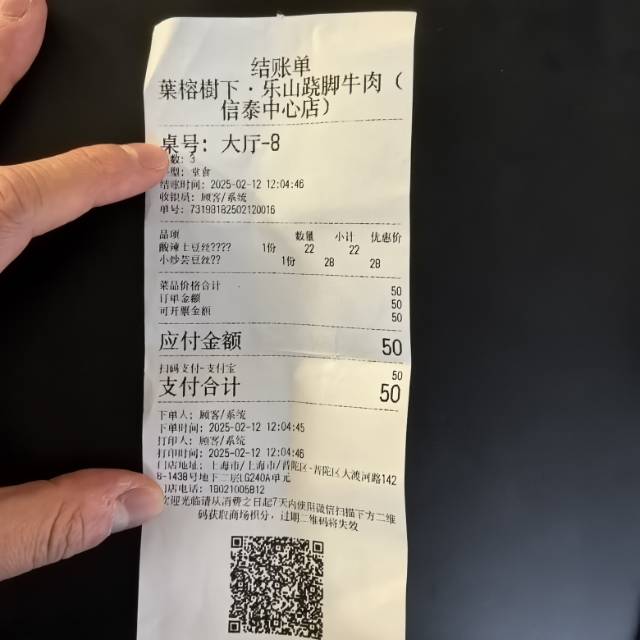 结账单
葉榕樹下·乐山跷脚牛肉（
信泰中心店）
桌号：大厅-8
数：3
型：堂食
结账时间：2025-02-12 12:04:46
收银员：顾客/系统
单号：73198182502120016
品项 数量 小计 优惠价
酸辣土豆丝???? 1份 22 22
小炒芸豆丝?? 1份 28 28
菜品价格合计 50
订单金额 50
可开票金额 50
应付金额 50
扫码支付-支付宝 50
支付合计 50
下单人：顾客/系统
下单时间：2025-02-12 12:04:45
打印人：顾客/系统
打印时间：2025-02-12 12:04:46
门店地址：上海市/上海市/普陀区-普陀区大渡河路142
8-1438号地下二层LG240A单元
门店电话：18021005812
欢迎光临请从消费之日起7天内使用微信扫描下方二维
码获取商场积分，过期二维码将失效